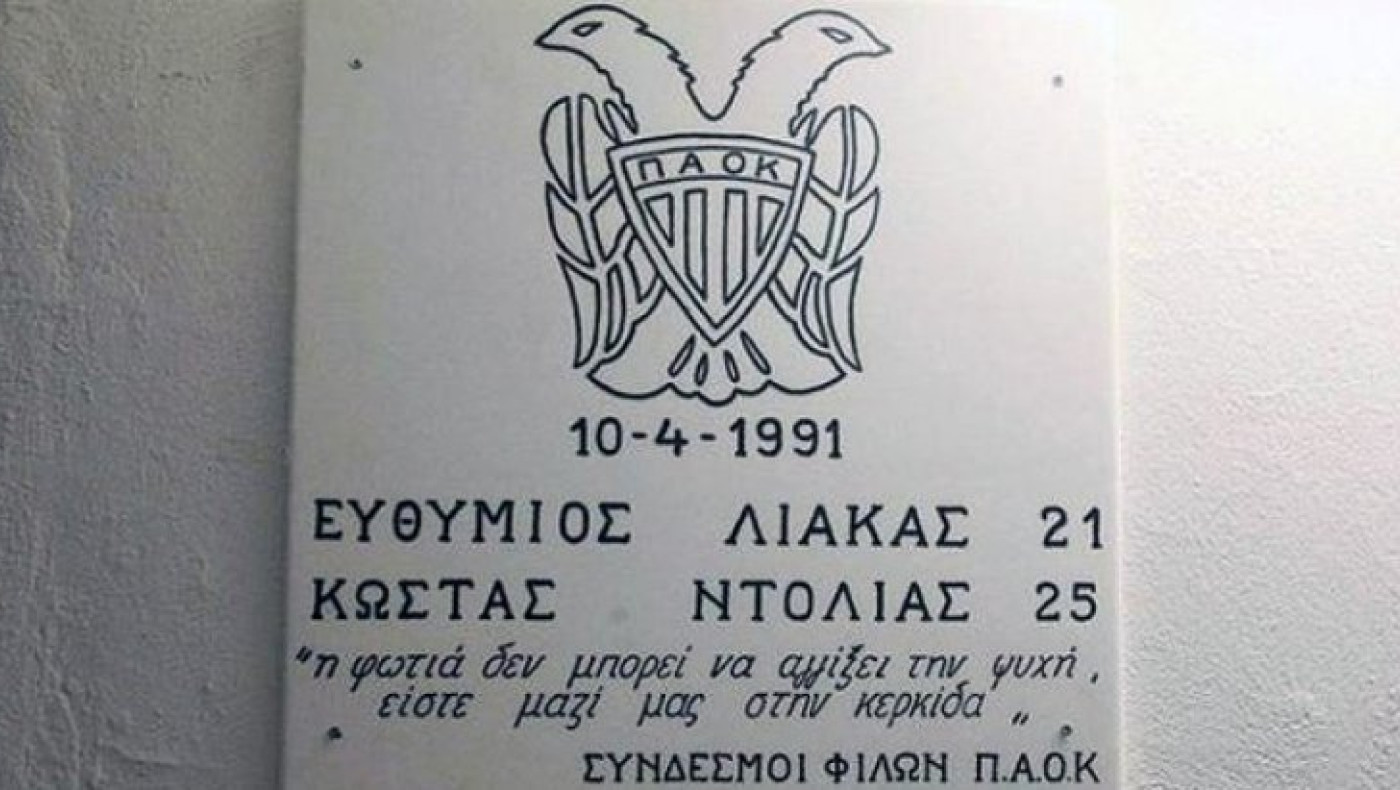 ΠΑΟΚ
10-4-1991
ΕΥΘΥΜΙΟΣ ΛΙΑΚΑΣ 21
ΚΩΣΤΑΣ ΝΤΟΛΙΑΣ 25
"η φωτιά δεν μπορεί να αγγίξει την ψυχή,
είστε μαζί μας στην κερκίδα „
ΣΥΝΔΕΣΜΟΙ ΦΙΛΩΝ Π.Α.Ο.Κ